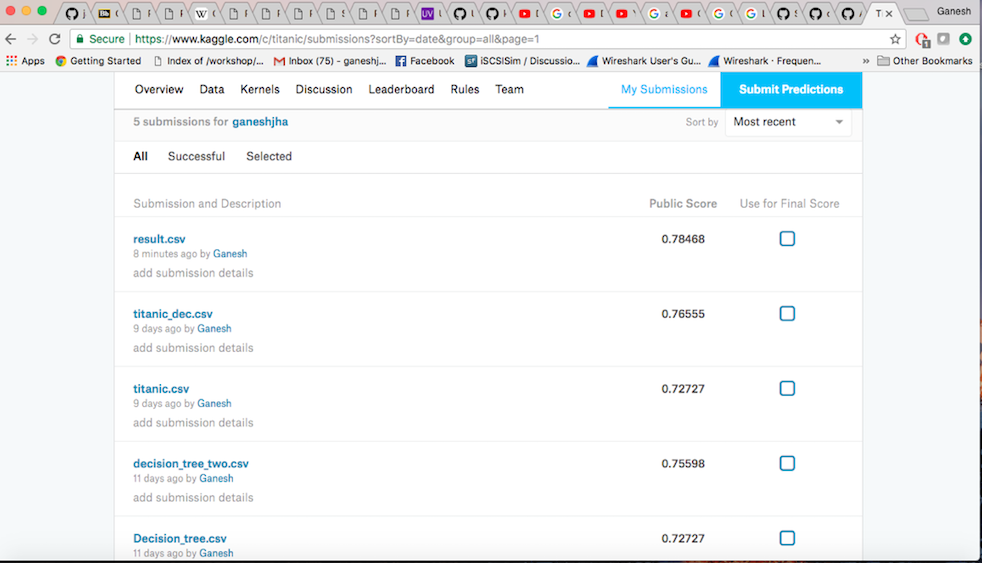 Ganesh
Secure https://www.kaggle.com/c/titanic/submissions?sortBy=date&group=all&page=1
Apps Getting Started Index of /workshop/... Inbox (75) - ganeshj... Facebook iSCSISim / Discussio... Wireshark User's Gu... Wireshark · Frequen... » Other Bookmarks
Overview Data Kernels Discussion Leaderboard Rules Team My Submissions Submit Predictions
5 submissions for ganeshjha Sort by Most recent
All Successful Selected
Submission and Description Public Score Use for Final Score
result.csv 0.78468
8 minutes ago by Ganesh
add submission details
titanic_dec.csv 0.76555
9 days ago by Ganesh
add submission details
titanic.csv 0.72727
9 days ago by Ganesh
add submission details
decision_tree_two.csv 0.75598
11 days ago by Ganesh
add submission details
Decision_tree.csv 0.72727
11 days ago by Ganesh